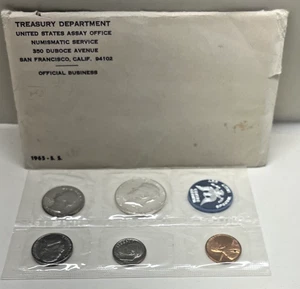 TREASURY DEPARTMENT
UNITED STATES ASSAY OFFICE
NUMISMATIC SERVICE
350 DUBOCE AVENUE
SAN FRANCISCO, CALIF. 94102
OFFICIAL BUSINESS
1965 - S. S.